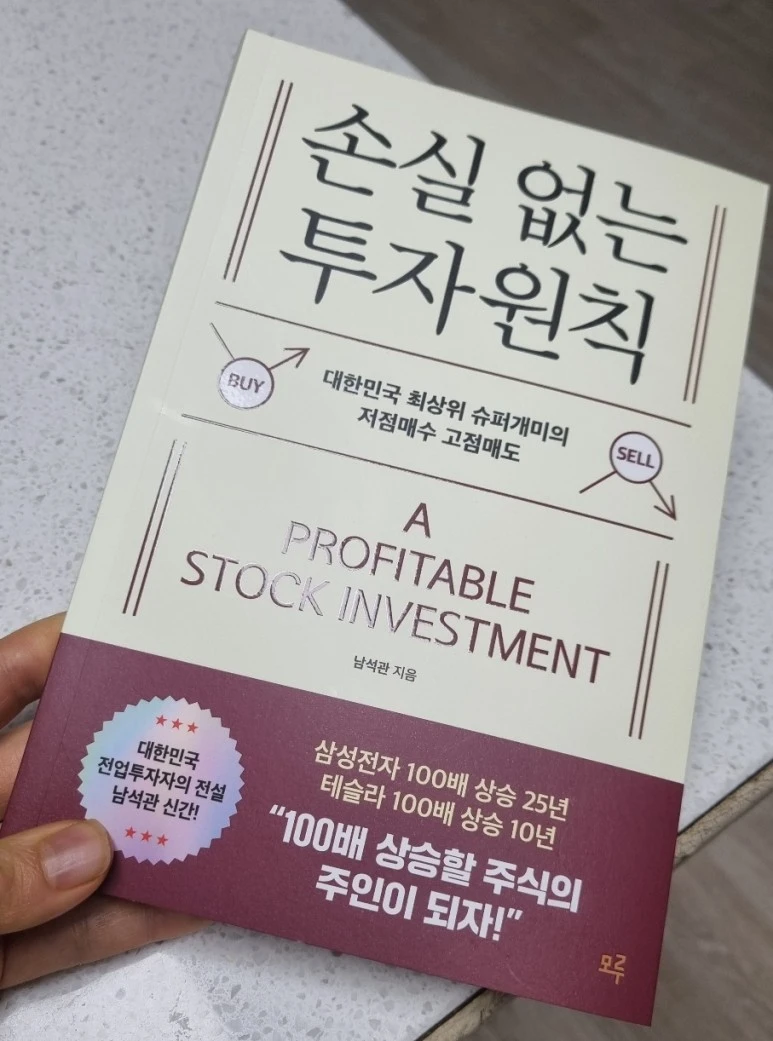 손실 없는
투자원칙
BUY
대한민국 최상위 슈퍼개미의
저점매수 고점매도
SELL
A
PROFITABLE
STOCK INVESTMENT
남석관 지음
대한민국
전업투자자의 전설
남석관 신간!
삼성전자 100배 상승 25년
테슬라 100배 상승 10년
“100배 상승할 주식의
주인이 되자!”
모루